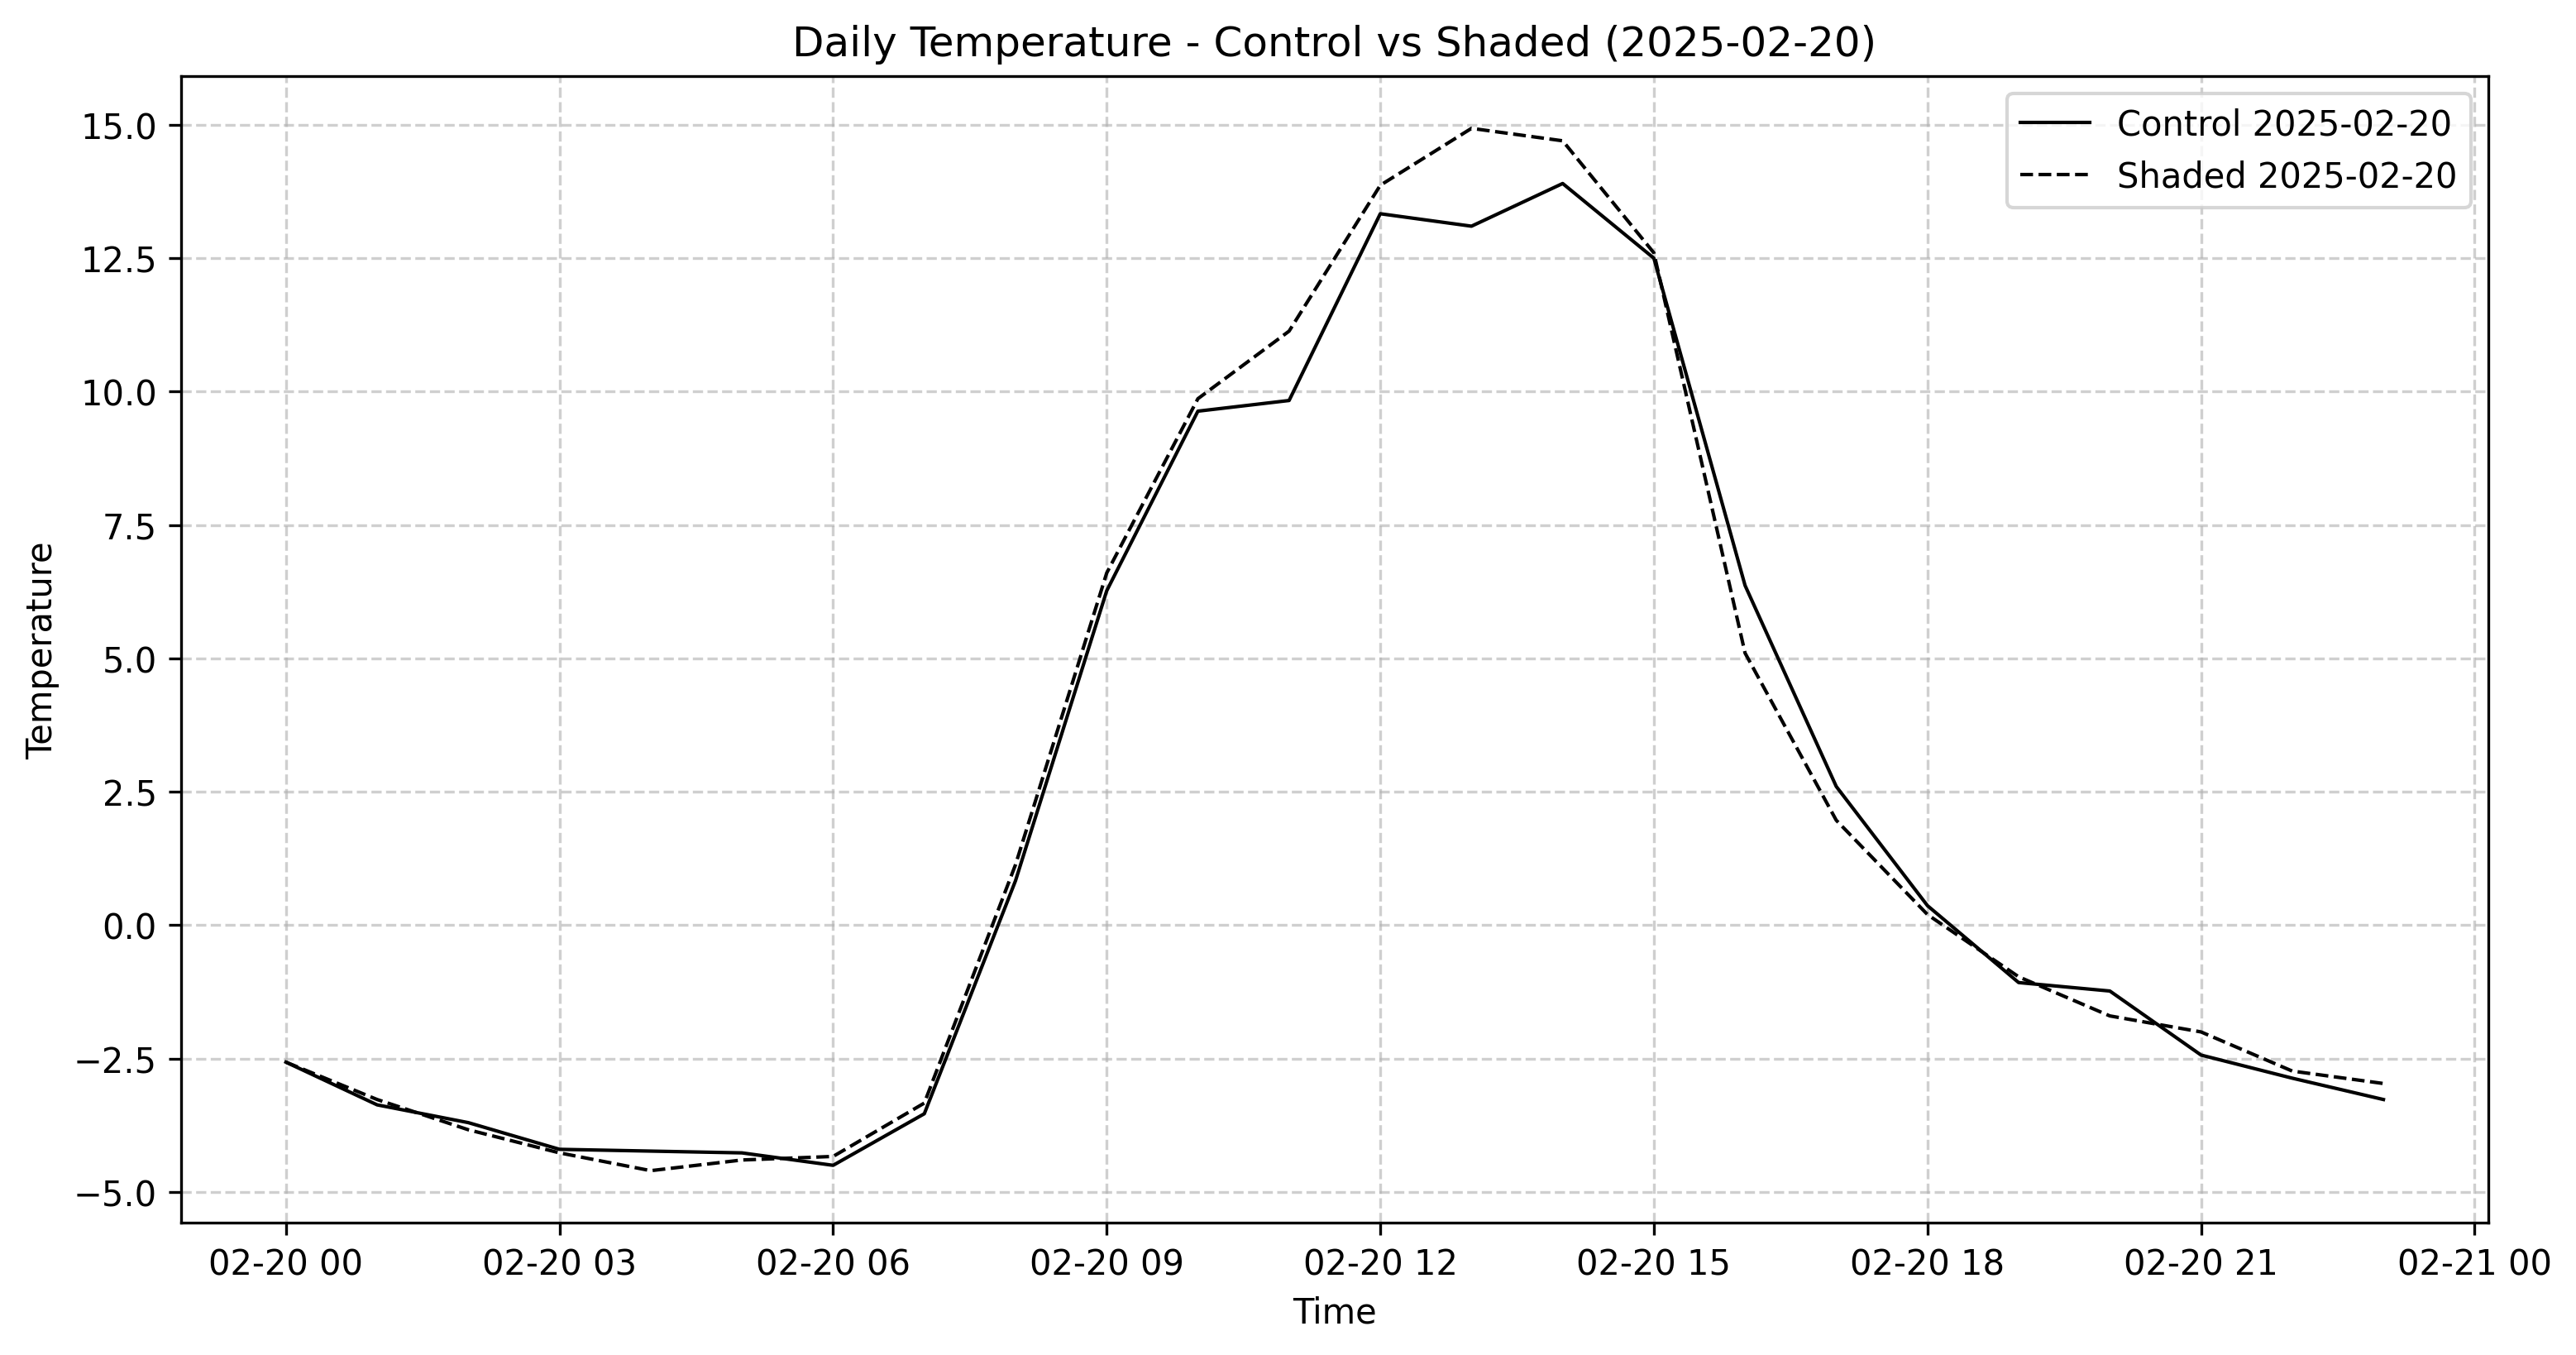 Daily Temperature - Control vs Shaded (2025-02-20)
Control 2025-02-20
Shaded 2025-02-20
15.0
12.5
10.0
7.5
5.0
2.5
0.0
−2.5
−5.0
Temperature
02-20 00 02-20 03 02-20 06 02-20 09 02-20 12 02-20 15 02-20 18 02-20 21 02-21 00
Time